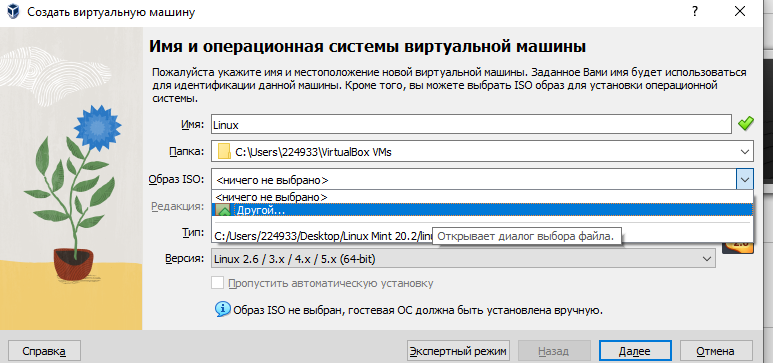 Создать виртуальную машину
Имя и операционная системы виртуальной машины
Пожалуйста укажите имя и местоположение новой виртуальной машины. Заданное Вами имя будет использоваться
для идентификации данной машины. Кроме того, вы можете выбрать ISO образ для установки операционной
системы.
Имя: Linux
Папка: C:\Users\224933\VirtualBox VMs
Образ ISO: <ничего не выбрано>
<ничего не выбрано>
Редакция: Другой...
Тип: C:/Users/224933/Desktop/Linux Mint 20.2/linu
Открывает диалог выбора файла.
Версия: Linux 2.6 / 3.x / 4.x / 5.x (64-bit)
Пропустить автоматическую установку
Образ ISO не выбран, гостевая ОС должна быть установлена вручную.
Справка Экспертный режим Назад Далее Отмена